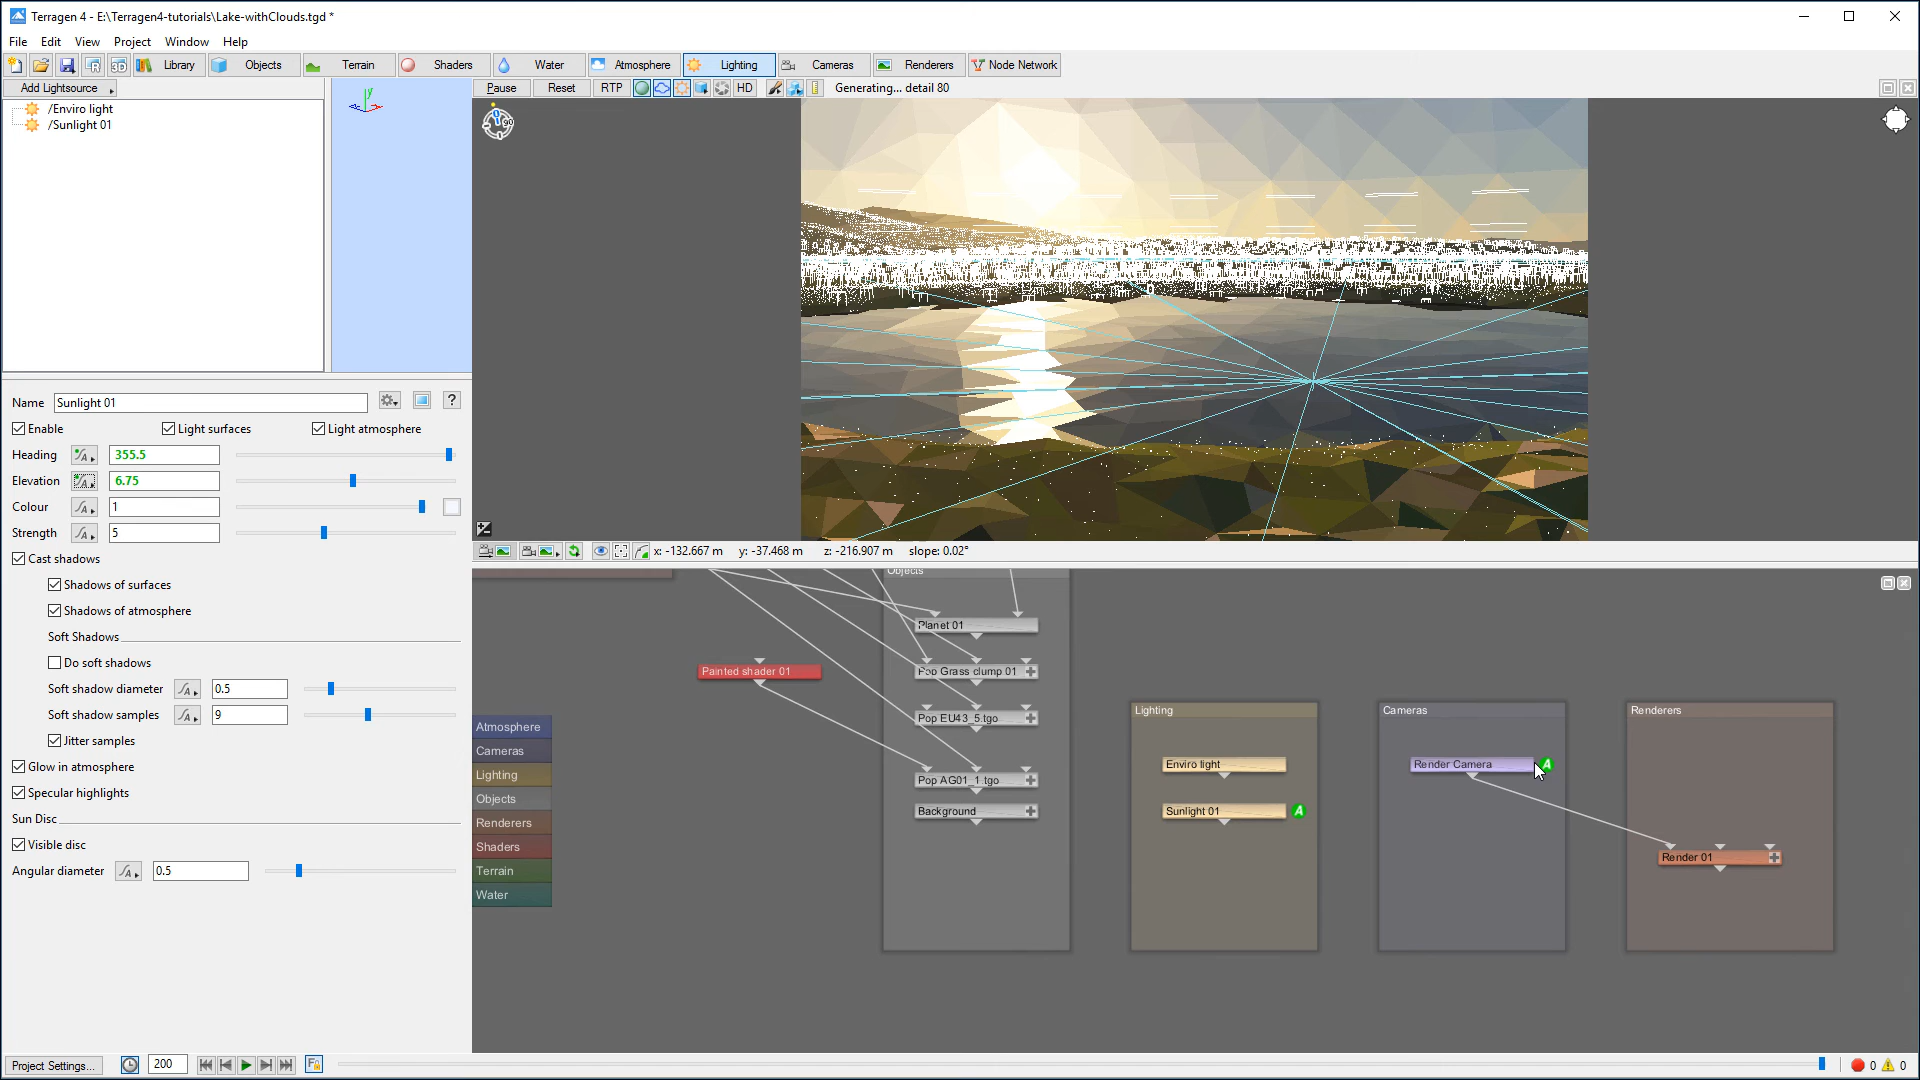 Terragen 4 - E:\Terragen4-tutorials\Lake-withClouds.tgd *
File Edit View Project Window Help
Library Objects Terrain Shaders Water Atmosphere Lighting Cameras Renderers Node Network
Add Lightsource
Pause Reset RTP HD Generating... detail 80
/Enviro light
/Sunlight 01
Name Sunlight 01 ?
Enable Light surfaces Light atmosphere
Heading 355.5
Elevation 6.75
Colour 1
Strength 5
Cast shadows
Shadows of surfaces
Shadows of atmosphere
Soft Shadows
Do soft shadows
Soft shadow diameter 0.5
Soft shadow samples 9
Jitter samples
Glow in atmosphere
Specular highlights
Sun Disc
Visible disc
Angular diameter 0.5
x: -132.667 m y: -37.468 m z: -216.907 m slope: 0.02°
Objects
Planet 01
Painted shader 01
Pop Grass clump 01
Pop EU43_5.tgo
Pop AG01_1.tgo
Background
Atmosphere
Cameras
Lighting
Objects
Renderers
Shaders
Terrain
Water
Lighting
Enviro light
Sunlight 01 A
Cameras
Render Camera A
Renderers
Render 01
Project Settings... 200 0 0